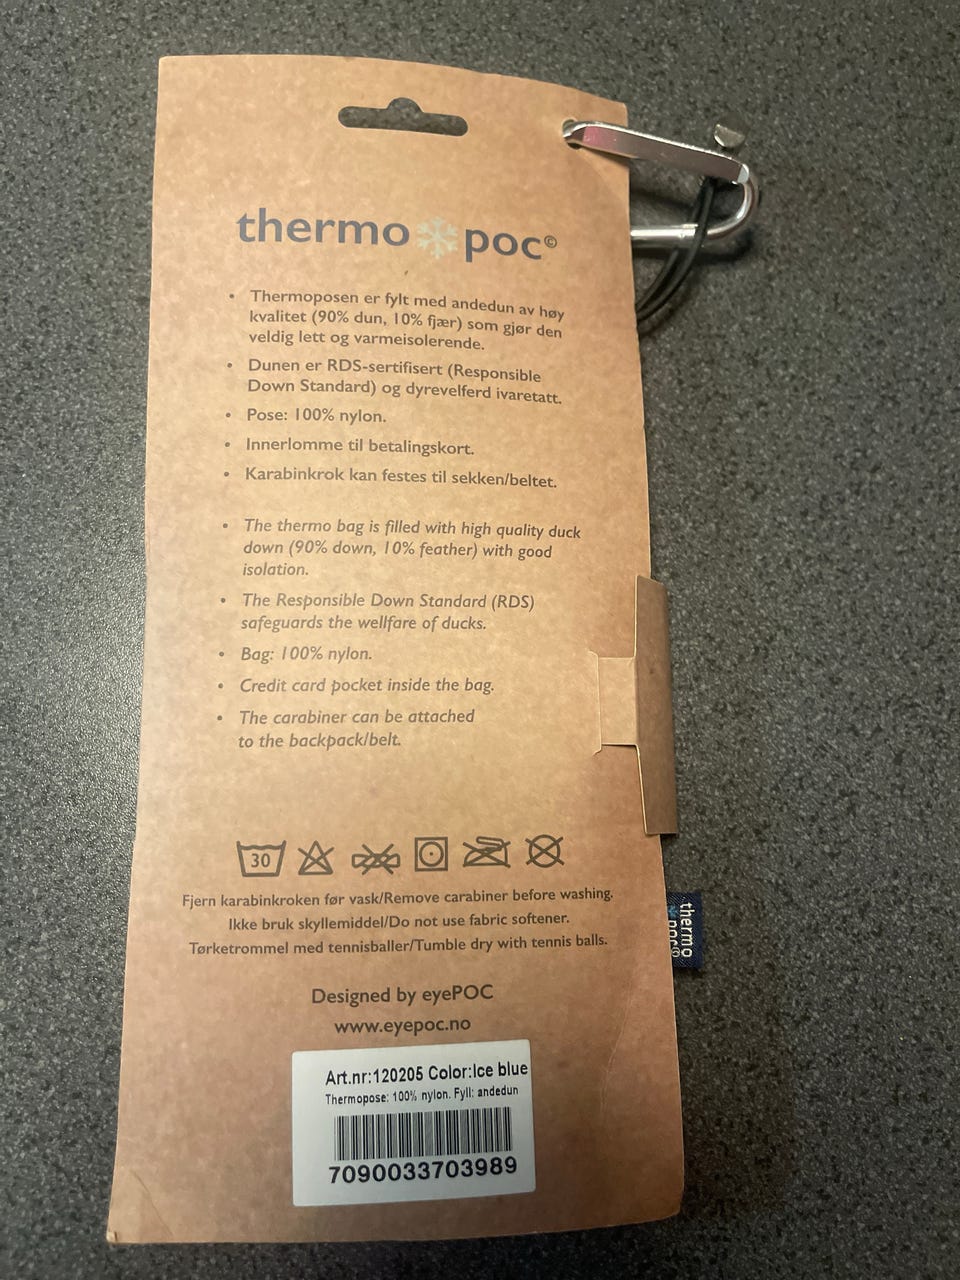 thermo poc©
• Thermoposen er fylt med andedun av høy
kvalitet (90% dun, 10% fjær) som gjør den
veldig lett og varmeisolerende.
• Dunen er RDS-sertifisert (Responsible
Down Standard) og dyrevelferd ivaretatt.
• Pose: 100% nylon.
• Innerlomme til betalingskort.
• Karabinkrok kan festes til sekken/beltet.
• The thermo bag is filled with high quality duck
down (90% down, 10% feather) with good
isolation.
• The Responsible Down Standard (RDS)
safeguards the wellfare of ducks.
• Bag: 100% nylon.
• Credit card pocket inside the bag.
• The carabiner can be attached
to the backpack/belt.
30
Fjern karabinkroken før vask/Remove carabiner before washing.
Ikke bruk skyllemiddel/Do not use fabric softener.
Tørketrommel med tennisballer/Tumble dry with tennis balls.
thermo
poc©
Designed by eyePOC
www.eyepoc.no
Art.nr:120205 Color:Ice blue
Thermopose: 100% nylon. Fyll: andedun
7090033703989